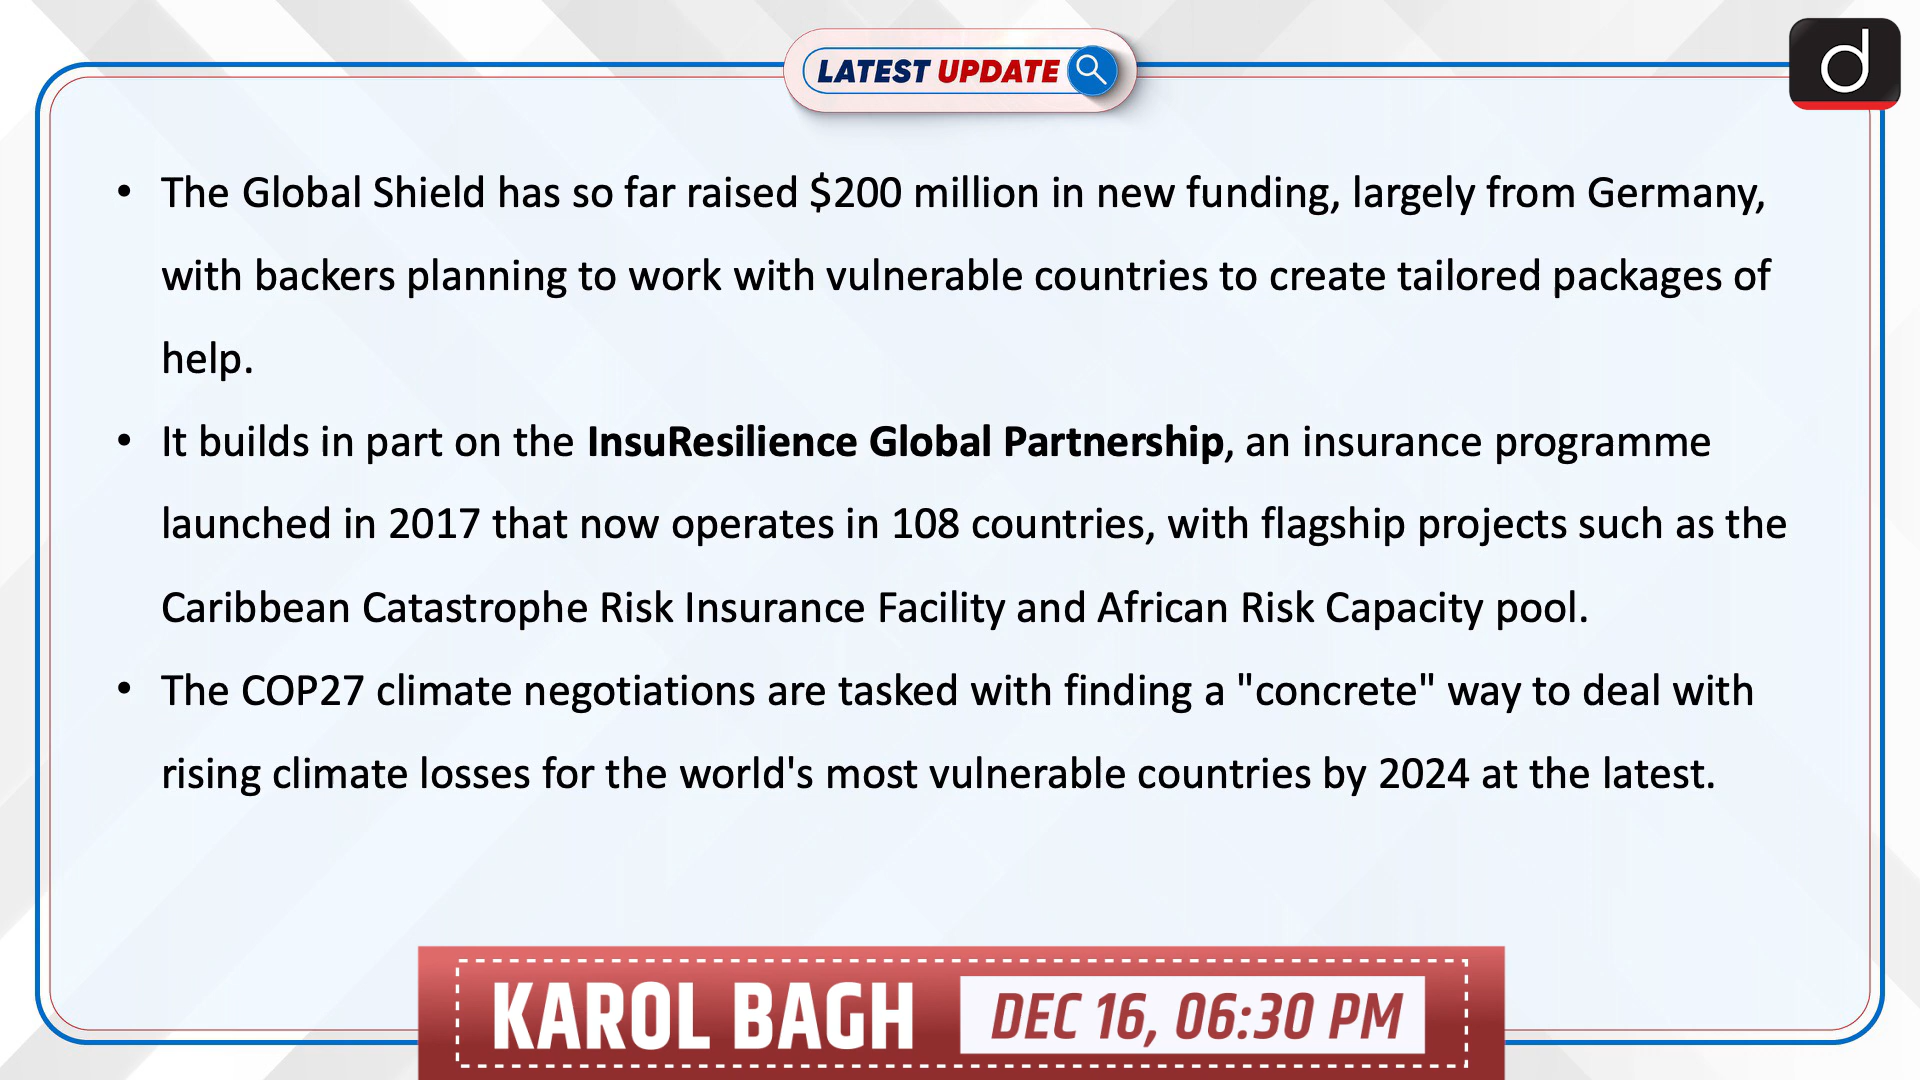 LATEST UPDATE
d
• The Global Shield has so far raised $200 million in new funding, largely from Germany,
with backers planning to work with vulnerable countries to create tailored packages of
help.
• It builds in part on the InsuResilience Global Partnership, an insurance programme
launched in 2017 that now operates in 108 countries, with flagship projects such as the
Caribbean Catastrophe Risk Insurance Facility and African Risk Capacity pool.
• The COP27 climate negotiations are tasked with finding a "concrete" way to deal with
rising climate losses for the world's most vulnerable countries by 2024 at the latest.
KAROL BAGH DEC 16, 06:30 PM